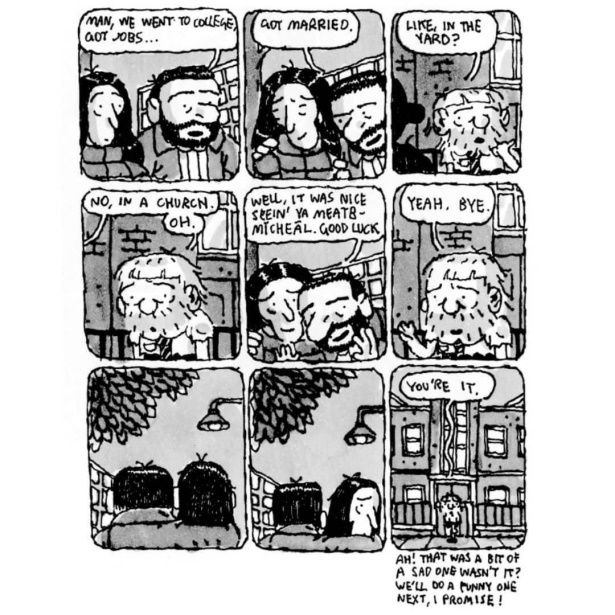 MAN, WE WENT TO COLLEGE,
GOT JOBS...
GOT MARRIED.
LIKE, IN THE
YARD?
NO, IN A CHURCH.
OH.
WELL, IT WAS NICE
SEEIN' YA MEATB-
MÍCHEÁL. GOOD LUCK
YEAH, BYE.
YOU'RE IT.
AH! THAT WAS A BIT OF
A SAD ONE WASN'T IT?
WE'LL DO A FUNNY ONE
NEXT, I PROMISE!